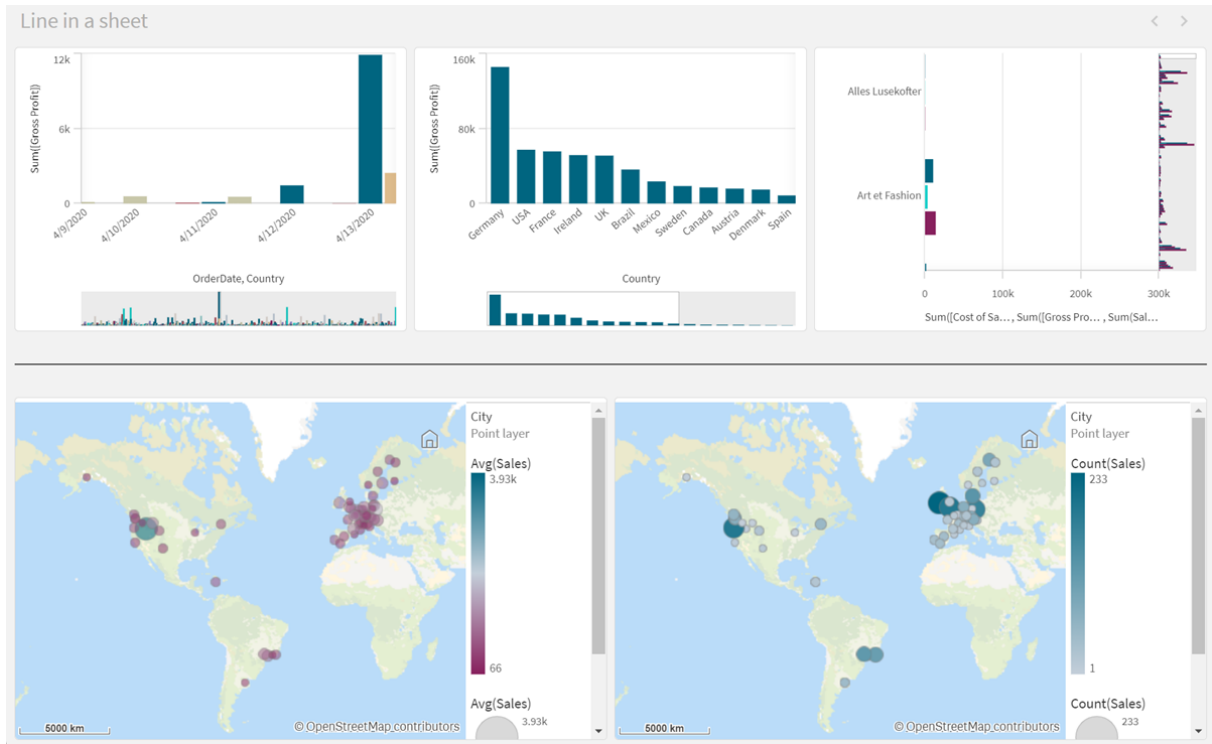 Line in a sheet
Sum([Gross Profit])
12k
6k
0
4/9/2020
4/10/2020
4/11/2020
4/12/2020
4/13/2020
OrderDate, Country
Sum([Gross Profit])
160k
80k
0
Germany
USA
France
Ireland
UK
Brazil
Mexico
Sweden
Canada
Austria
Denmark
Spain
Country
Alles Lusekofter
Art et Fashion
0
100k
200k
300k
Sum([Cost of Sa... , Sum([Gross Pro... , Sum(Sal...
City
Point layer
Avg(Sales)
3.93k
66
Avg(Sales)
3.93k
5000 km
© OpenStreetMap contributors
City
Point layer
Count(Sales)
233
1
Count(Sales)
233
5000 km
© OpenStreetMap contributors